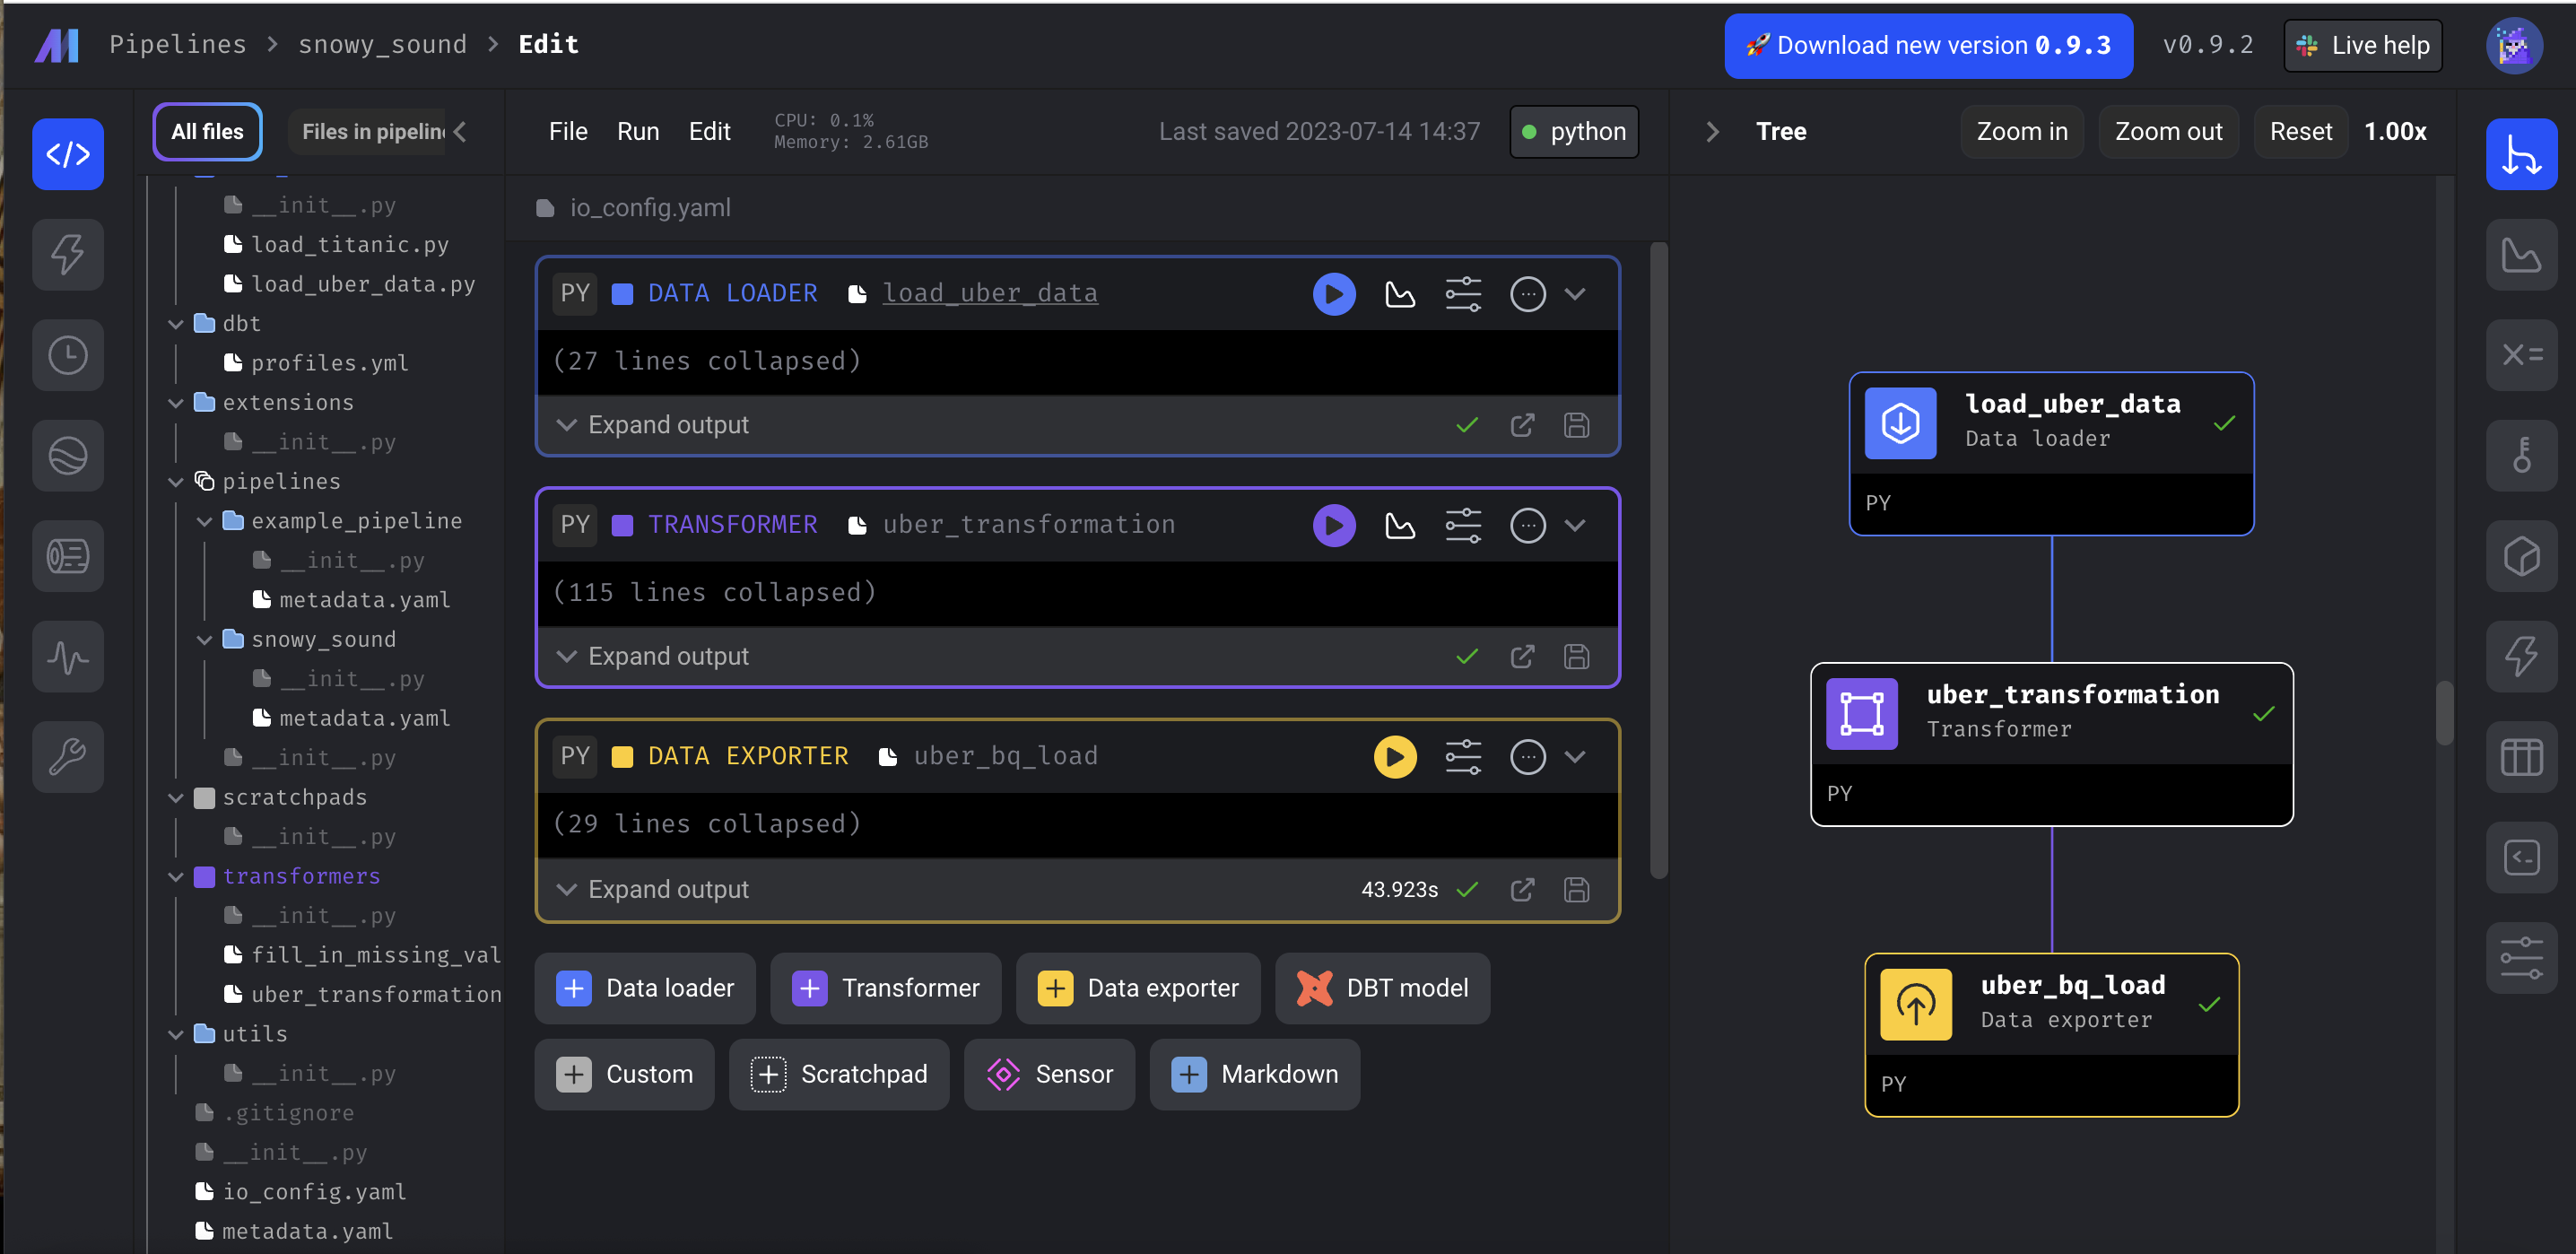 Pipelines > snowy_sound > Edit
Download new version 0.9.3
v0.9.2
Live help
All files
Files in pipelin
File Run Edit
CPU: 0.1%
Memory: 2.61GB
Last saved 2023-07-14 14:37
python
Tree
Zoom in
Zoom out
Reset
1.00x
__init__.py
load_titanic.py
load_uber_data.py
dbt
profiles.yml
extensions
__init__.py
pipelines
example_pipeline
__init__.py
metadata.yaml
snowy_sound
__init__.py
metadata.yaml
__init__.py
scratchpads
__init__.py
transformers
__init__.py
fill_in_missing_val
uber_transformation
utils
__init__.py
.gitignore
__init__.py
io_config.yaml
metadata.yaml
io_config.yaml
PY DATA LOADER load_uber_data
(27 lines collapsed)
Expand output
PY TRANSFORMER uber_transformation
(115 lines collapsed)
Expand output
PY DATA EXPORTER uber_bq_load
(29 lines collapsed)
Expand output 43.923s
Data loader
Transformer
Data exporter
DBT model
Custom
Scratchpad
Sensor
Markdown
load_uber_data
Data loader
PY
uber_transformation
Transformer
PY
uber_bq_load
Data exporter
PY